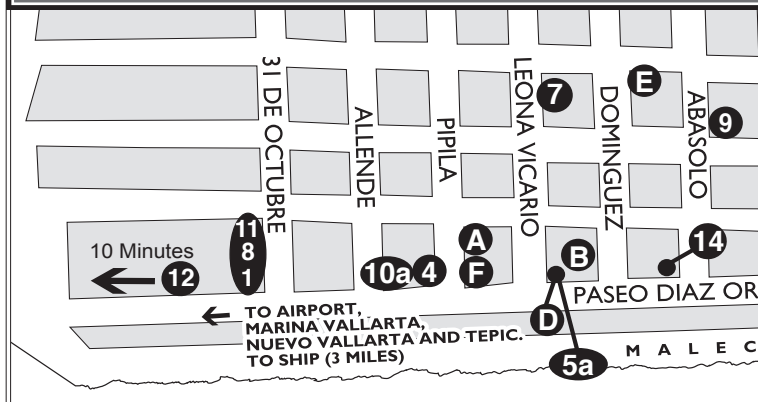 31 DE OCTUBRE
ALLENDE
PIPILA
LEONA VICARIO
DOMINGUEZ
ABASOLO
7
E
9
11
8
1
10 Minutes
12
10a
4
A
F
B
14
D
5a
PASEO DIAZ OR
TO AIRPORT,
MARINA VALLARTA,
NUEVO VALLARTA AND TEPIC.
TO SHIP (3 MILES)
M A L E C